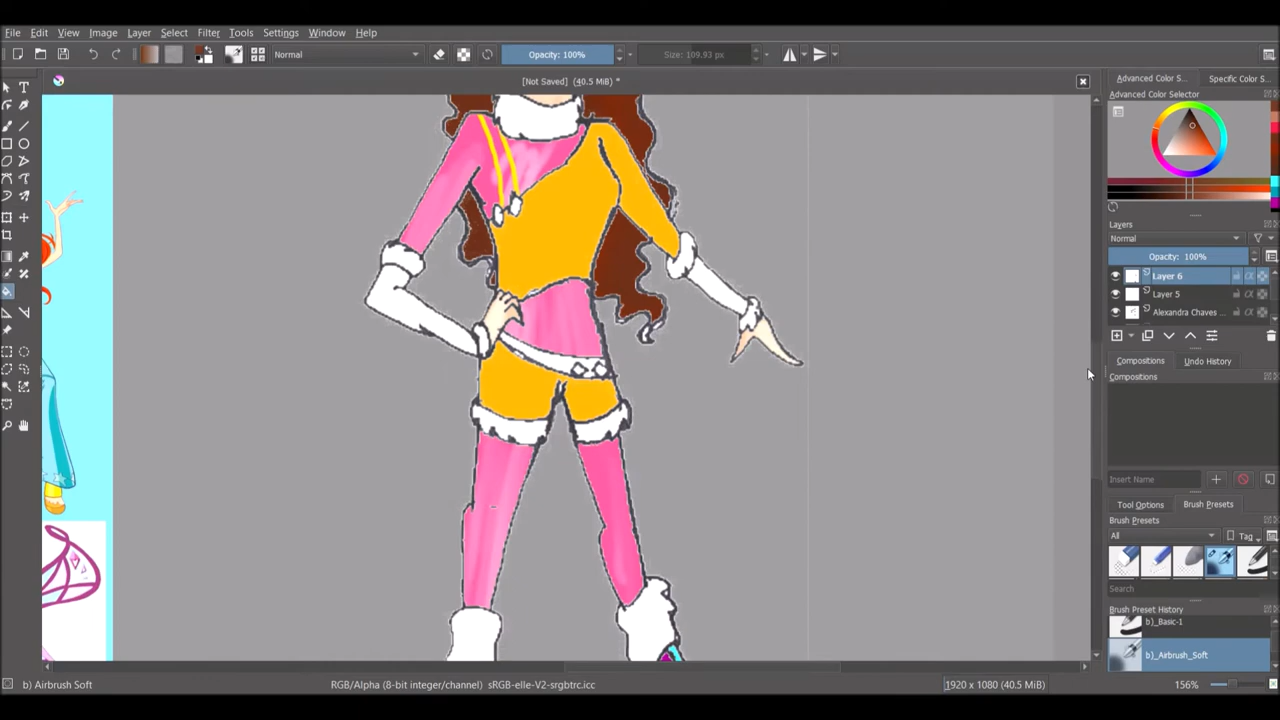 File Edit View Image Layer Select Filter Tools Settings Window Help
Normal Opacity: 100% Size: 109.93 px
[Not Saved] (40.5 MiB) *
Advanced Color S... Specific Color S...
Advanced Color Selector
Layers
Normal
Opacity: 100%
Layer 6
Layer 5
Alexandra Chaves ...
Compositions Undo History
Compositions
Insert Name
Tool Options Brush Presets
Brush Presets
All Tag
Search
Brush Preset History
b)_Basic-1
b)_Airbrush_Soft
b) Airbrush Soft RGB/Alpha (8-bit integer/channel) sRGB-elle-V2-srgbtrc.icc 1920 x 1080 (40.5 MiB) 156%